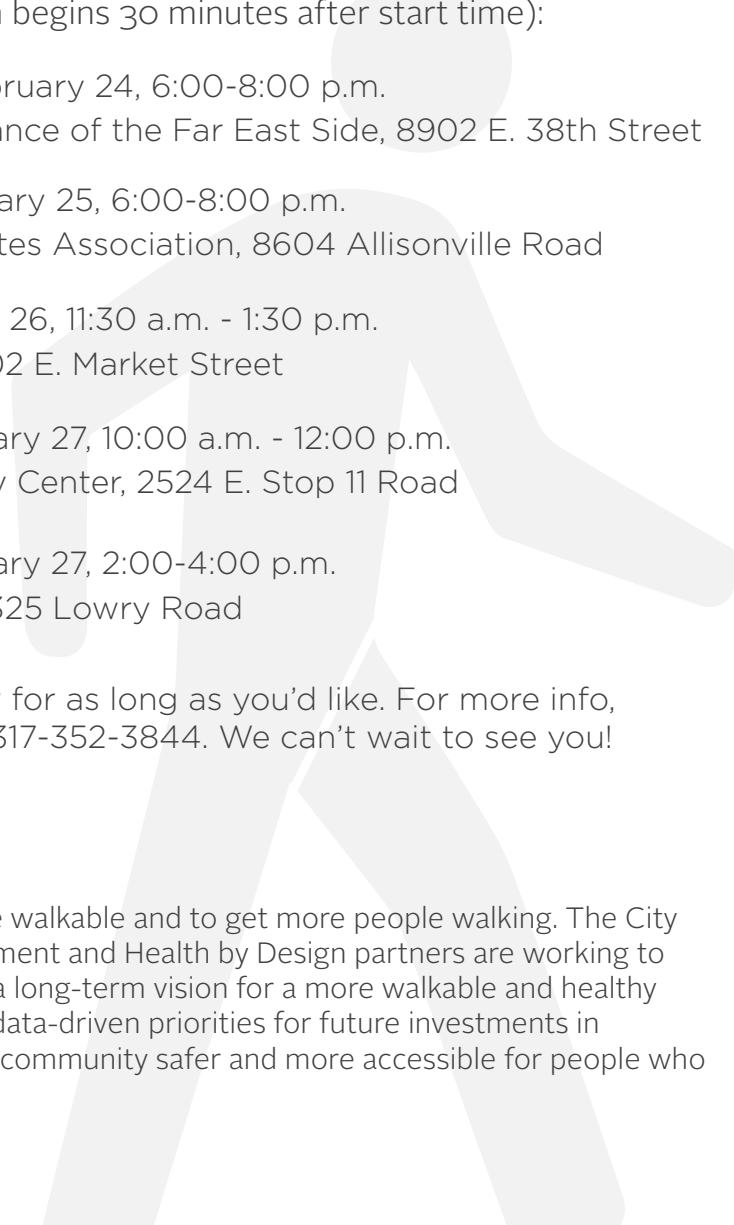 begins 30 minutes after start time):
ruary 24, 6:00-8:00 p.m.
ance of the Far East Side, 8902 E. 38th Street
ary 25, 6:00-8:00 p.m.
tes Association, 8604 Allisonville Road
26, 11:30 a.m. - 1:30 p.m.
02 E. Market Street
ary 27, 10:00 a.m. - 12:00 p.m.
y Center, 2524 E. Stop 11 Road
ary 27, 2:00-4:00 p.m.
325 Lowry Road
for as long as you’d like. For more info,
317-352-3844. We can’t wait to see you!
e walkable and to get more people walking. The City
ment and Health by Design partners are working to
a long-term vision for a more walkable and healthy
data-driven priorities for future investments in
community safer and more accessible for people who